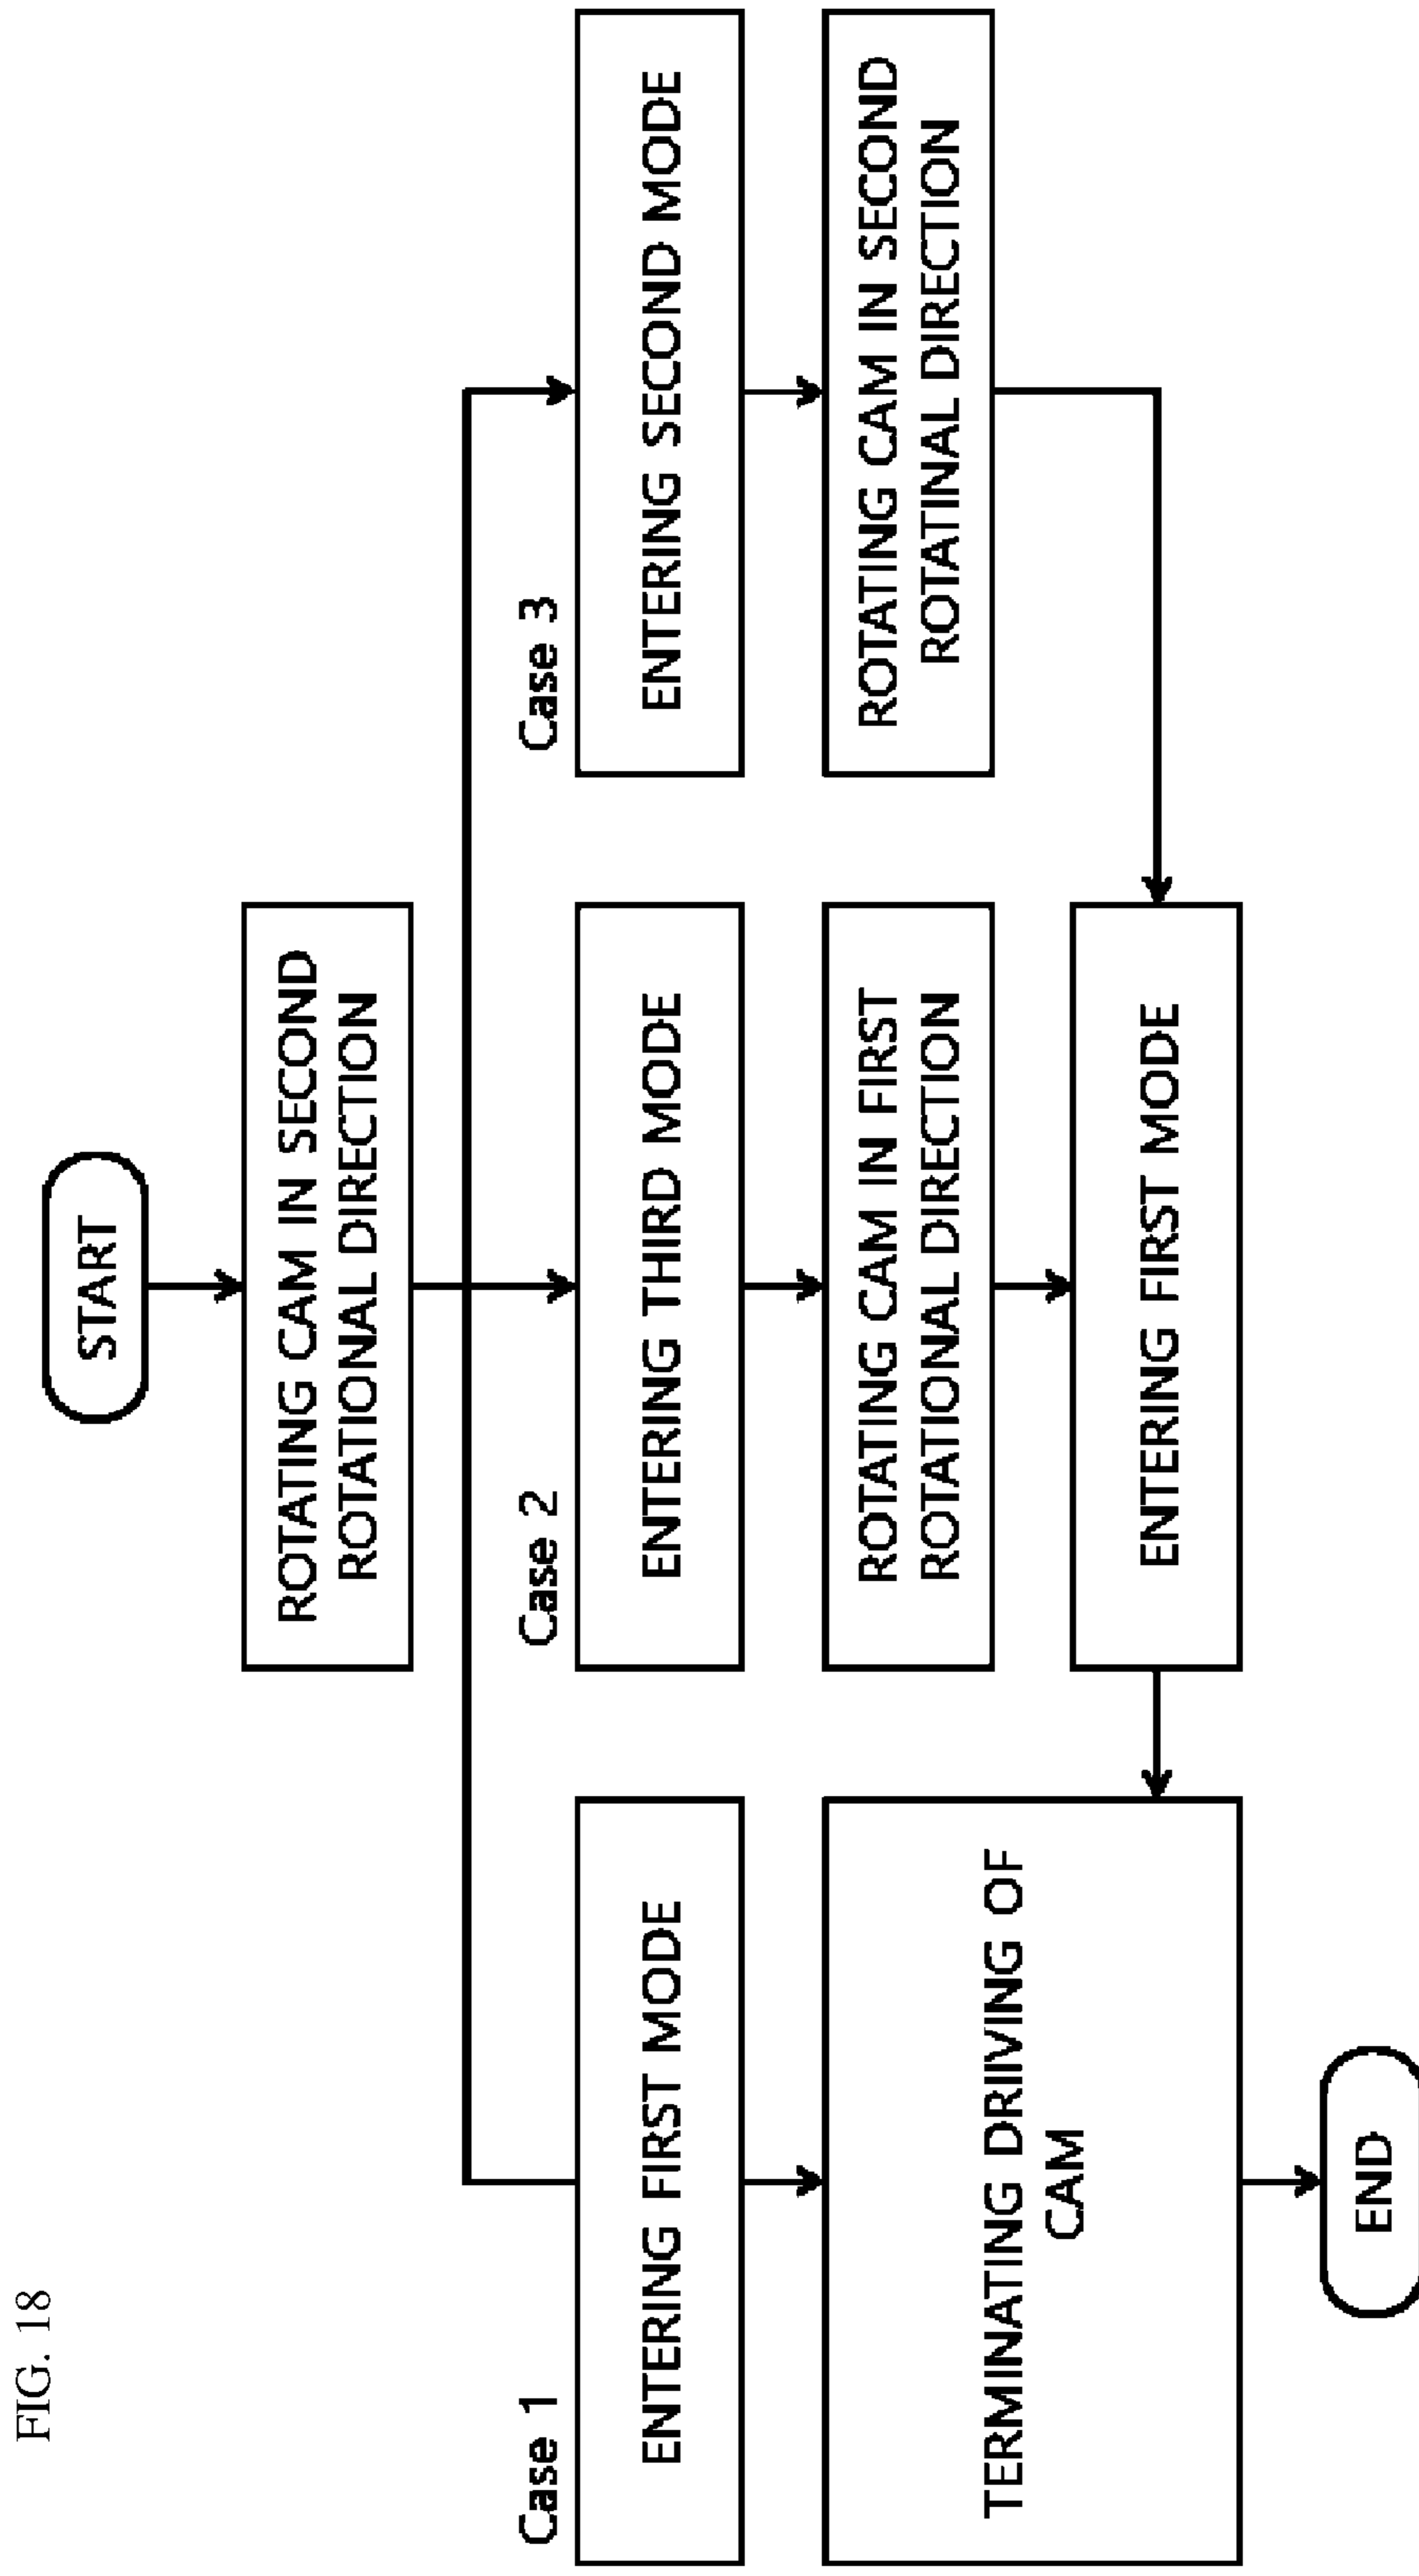 FIG. 18
START
ROTATING CAM IN SECOND
ROTATIONAL DIRECTION
Case 1
ENTERING FIRST MODE
TERMINATING DRIIVING OF
CAM
END
Case 2
ENTERING THIRD MODE
ROTATING CAM IN FIRST
ROTATIONAL DIRECTION
ENTERING FIRST MODE
Case 3
ENTERING SECOND MODE
ROTATING CAM IN SECOND
ROTATINAL DIRECTION